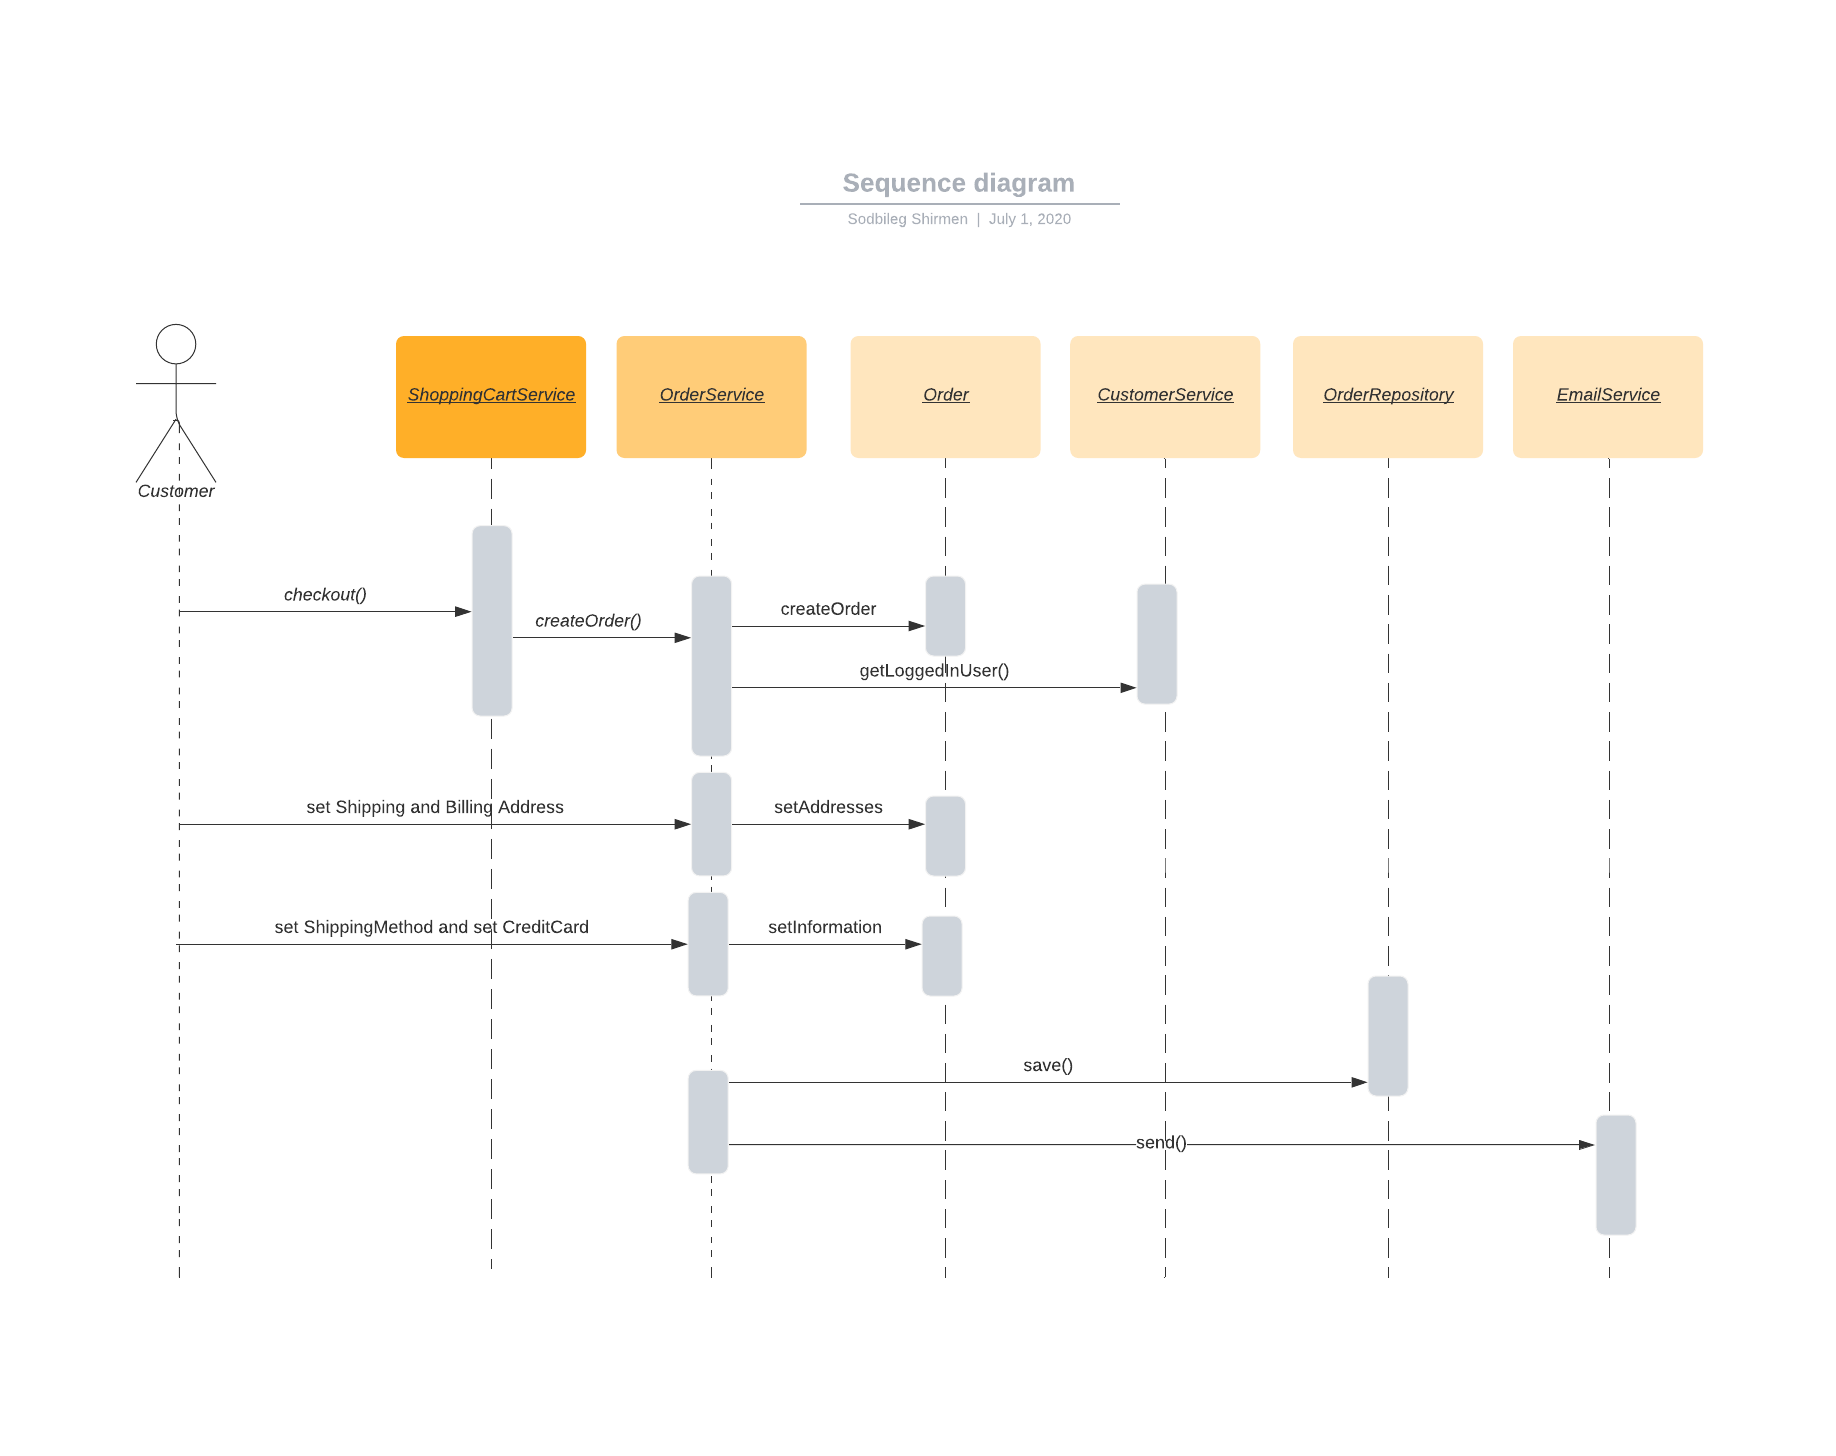 Sequence diagram
Sodbileg Shirmen | July 1, 2020
ShoppingCartService
OrderService
Order
CustomerService
OrderRepository
EmailService
Customer
checkout()
createOrder()
createOrder
getLoggedInUser()
set Shipping and Billing Address
setAddresses
set ShippingMethod and set CreditCard
setInformation
save()
send()